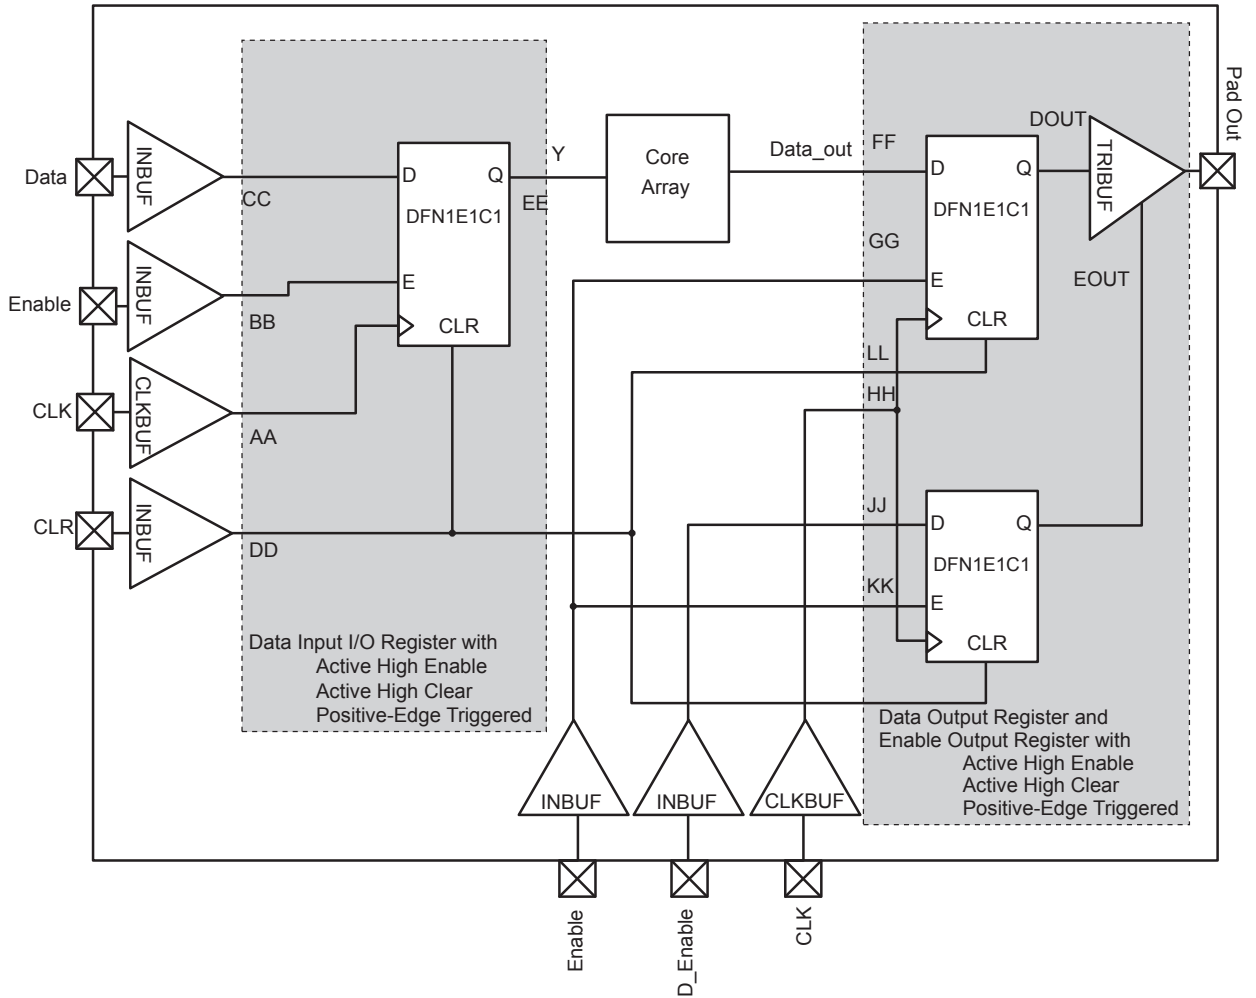 Pad Out
DOUT
INBUF
Y
Core
Array
Data_out
FF
TRIBUF
Data
D
Q
D
Q
CC
EE
DFN1E1C1
DFN1E1C1
GG
INBUF
EOUT
Enable
E
E
BB
CLR
CLR
LL
CLKBUF
HH
CLK
AA
JJ
CLR
INBUF
D
Q
DD
DFN1E1C1
KK
E
Data Input I/O Register with
Active High Enable
Active High Clear
Positive-Edge Triggered
CLR
Data Output Register and
Enable Output Register with
Active High Enable
Active High Clear
Positive-Edge Triggered
INBUF
INBUF
CLKBUF
Enable
D_Enable
CLK